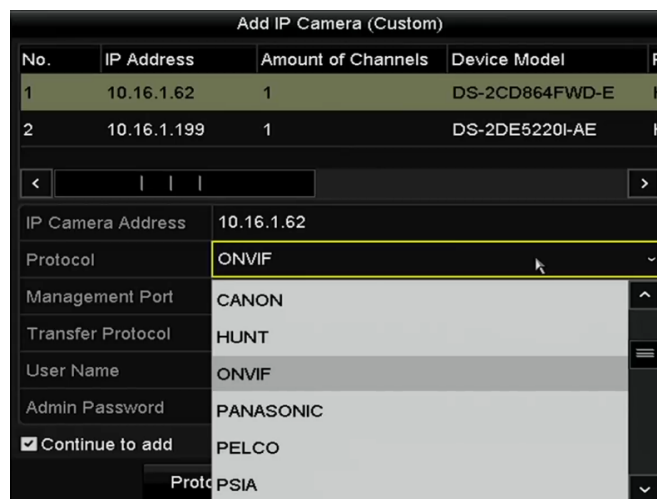 Add IP Camera (Custom)
No. IP Address Amount of Channels Device Model
1 10.16.1.62 1 DS-2CD864FWD-E
2 10.16.1.199 1 DS-2DE5220I-AE
IP Camera Address 10.16.1.62
Protocol ONVIF
Management Port CANON
Transfer Protocol HUNT
User Name ONVIF
Admin Password PANASONIC
Continue to add PELCO
PSIA